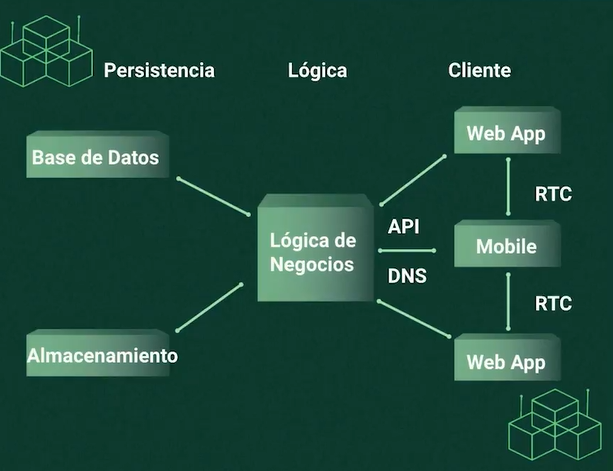 Persistencia
Lógica
Cliente
Base de Datos
Almacenamiento
Lógica de
Negocios
API
DNS
Web App
RTC
Mobile
RTC
Web App